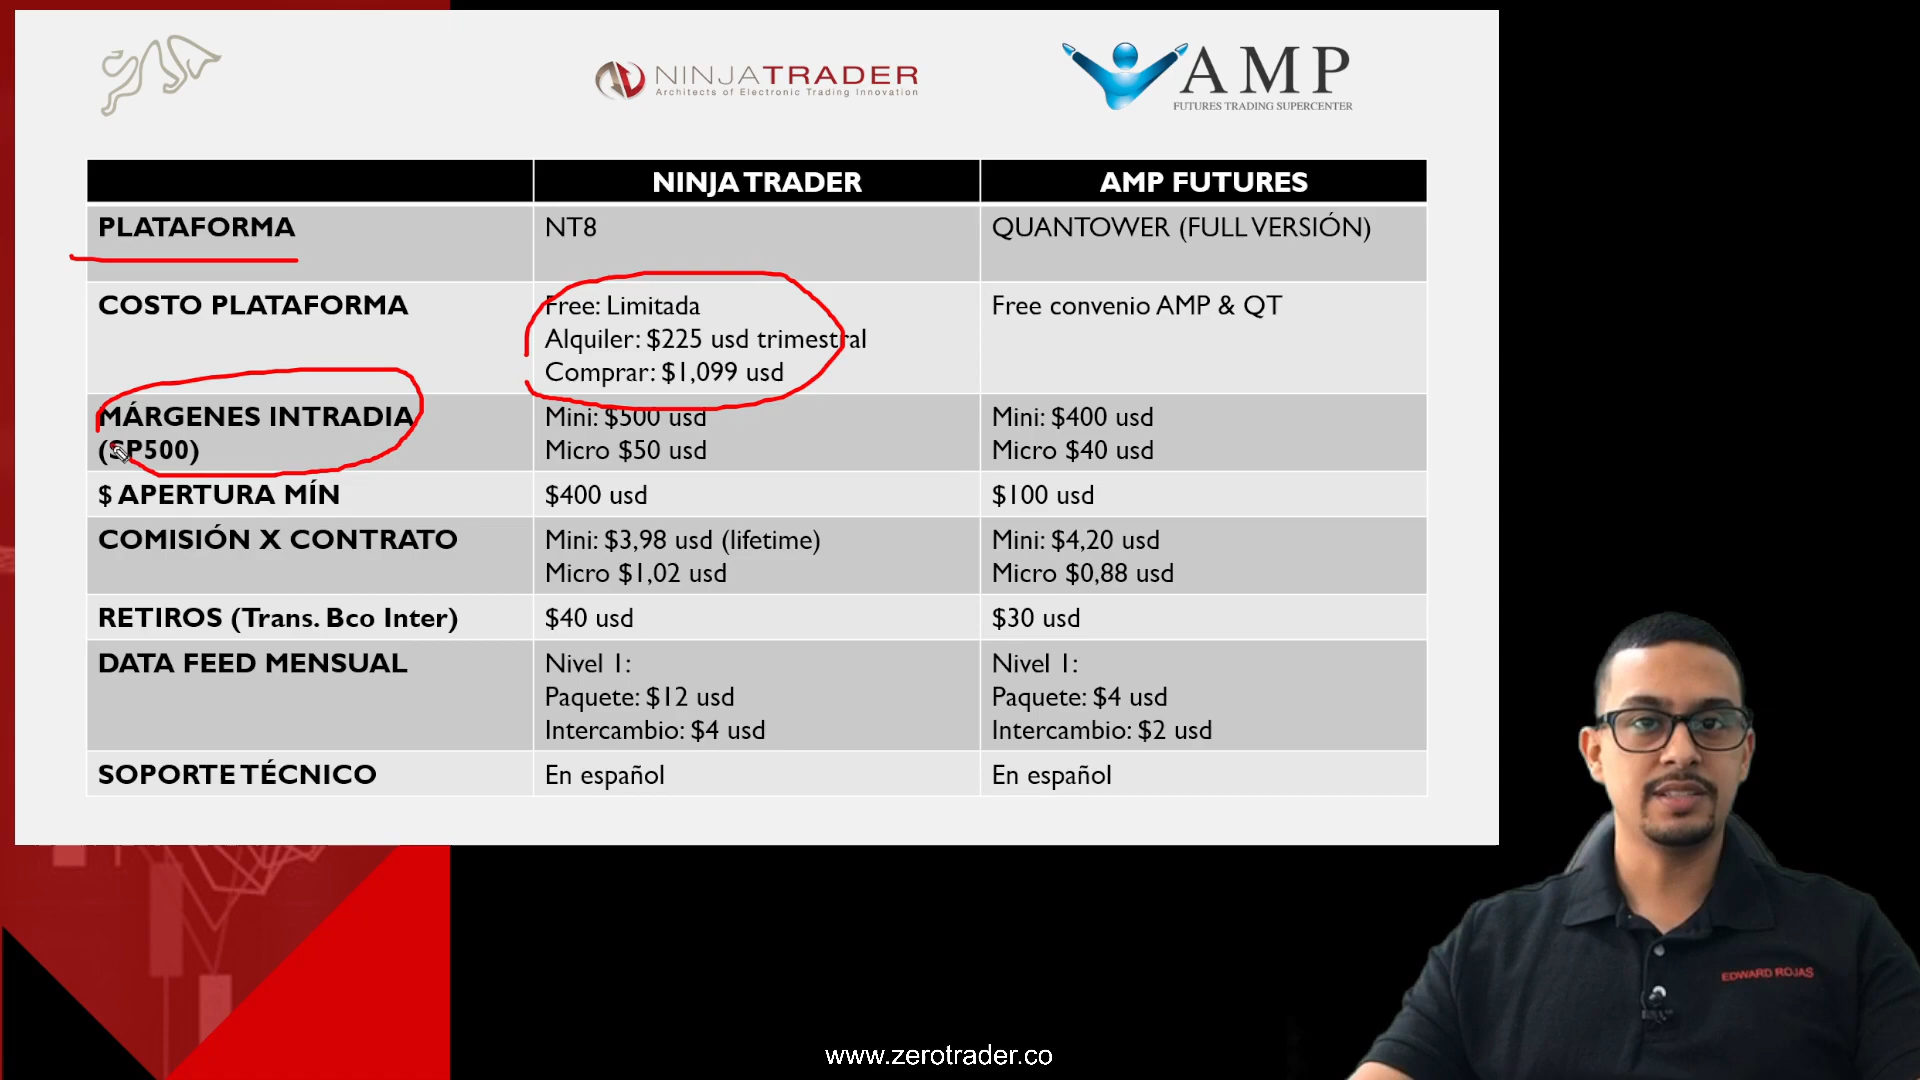 NINJATRADER
Architects of Electronic Trading Innovation
AMP
FUTURES TRADING SUPERCENTER
NINJA TRADER
AMP FUTURES
PLATAFORMA
NT8
QUANTOWER (FULL VERSIÓN)
COSTO PLATAFORMA
Free: Limitada
Alquiler: $225 usd trimestral
Comprar: $1,099 usd
Free convenio AMP & QT
MÁRGENES INTRADIA
(SP500)
Mini: $500 usd
Micro $50 usd
Mini: $400 usd
Micro $40 usd
$ APERTURA MÍN
$400 usd
$100 usd
COMISIÓN X CONTRATO
Mini: $3,98 usd (lifetime)
Micro $1,02 usd
Mini: $4,20 usd
Micro $0,88 usd
RETIROS (Trans. Bco Inter)
$40 usd
$30 usd
DATA FEED MENSUAL
Nivel 1:
Paquete: $12 usd
Intercambio: $4 usd
Nivel 1:
Paquete: $4 usd
Intercambio: $2 usd
SOPORTE TÉCNICO
En español
En español
EDWARD ROJAS
www.zerotrader.co